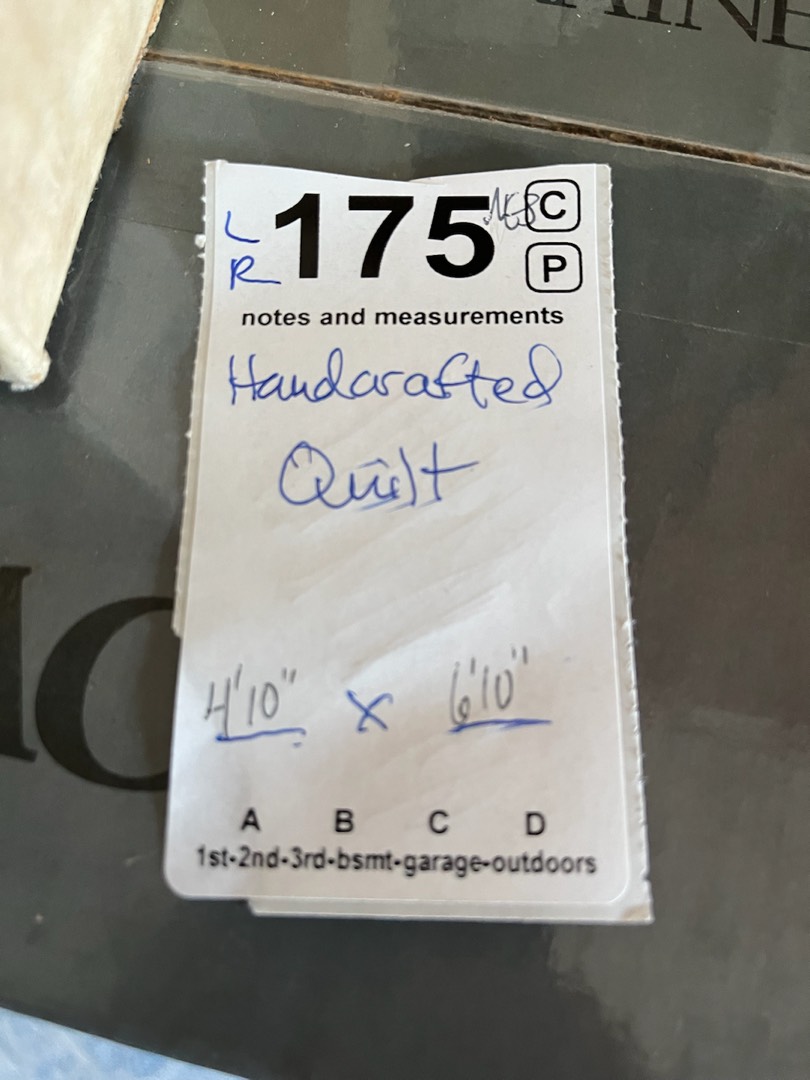 L 175 C
R P
notes and measurements
Handcrafted
Quilt
4'10" x 6'10"
A B C D
1st-2nd-3rd-bsmt-garage-outdoors